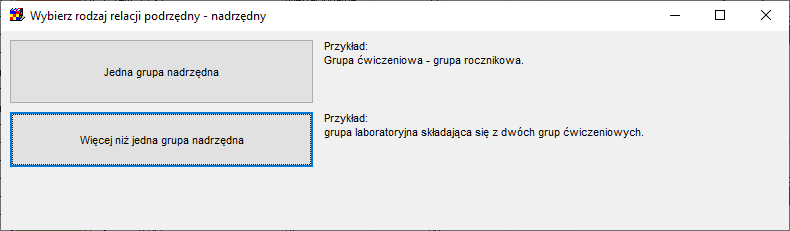 Wybierz rodzaj relacji podrzędny - nadrzędny
Jedna grupa nadrzędna
Przykład:
Grupa ćwiczeniowa - grupa rocznikowa.
Więcej niż jedna grupa nadrzędna
Przykład:
grupa laboratoryjna składająca się z dwóch grup ćwiczeniowych.